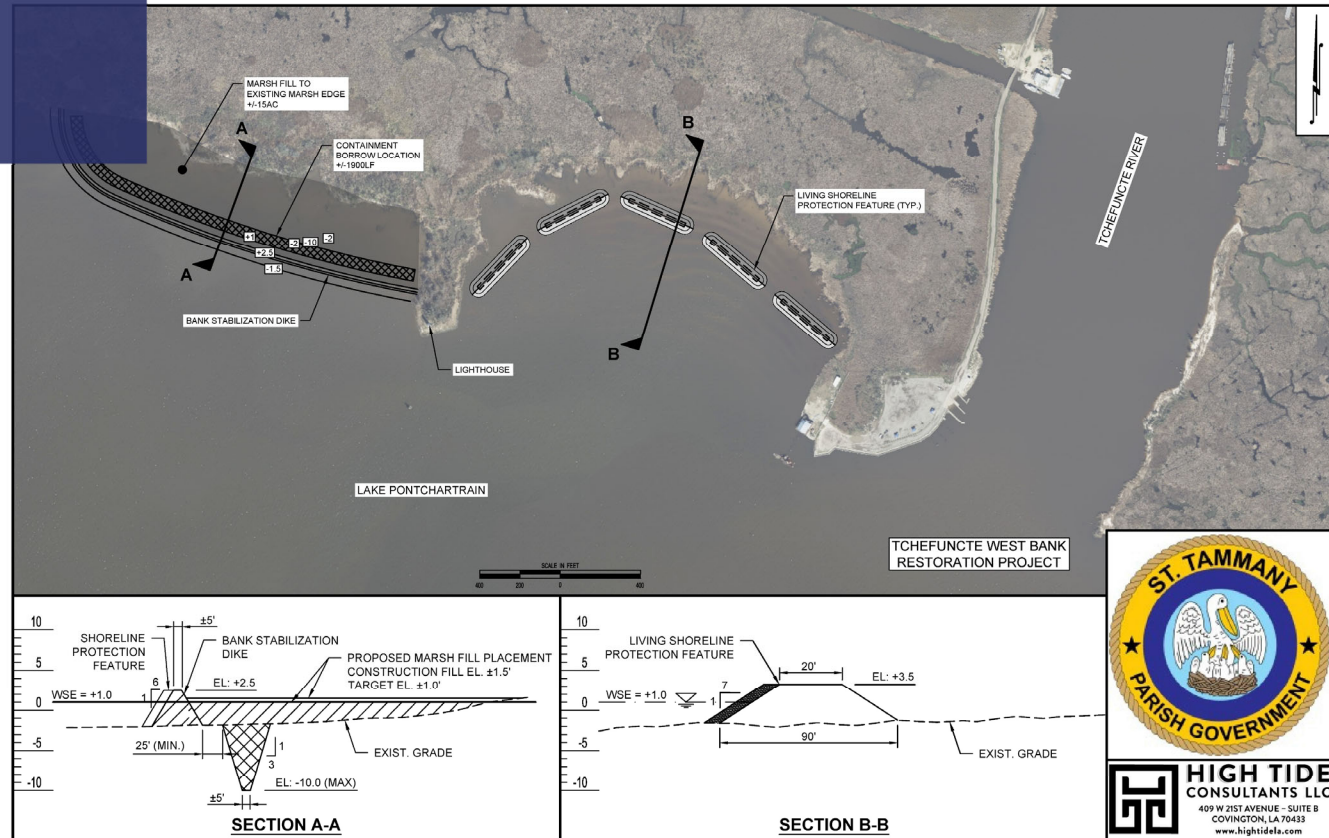 MARSH FILL TO
EXISTING MARSH EDGE
+/-15AC
A
CONTAINMENT
BORROW LOCATION
+/-1900LF
B
LIVING SHORELINE
PROTECTION FEATURE (TYP.)
TCHEFUNCTE RIVER
+1
-2
-10
-2
+2.5
-1.5
A
BANK STABILIZATION DIKE
B
LIGHTHOUSE
LAKE PONTCHARTRAIN
TCHEFUNCTE WEST BANK
RESTORATION PROJECT
SCALE IN FEET
400 200 0 400
10
5
0
-5
-10
±5'
SHORELINE
PROTECTION
FEATURE
BANK STABILIZATION
DIKE
PROPOSED MARSH FILL PLACEMENT
CONSTRUCTION FILL EL. ±1.5'
TARGET EL. ±1.0'
6
1
EL: +2.5
WSE = +1.0
25' (MIN.)
1
3
EXIST. GRADE
EL: -10.0 (MAX)
±5'
SECTION A-A
10
5
0
-5
-10
LIVING SHORELINE
PROTECTION FEATURE
20'
EL: +3.5
WSE = +1.0
7
1
90'
EXIST. GRADE
SECTION B-B
ST. TAMMANY
PARISH GOVERNMENT
HIGH TIDE
CONSULTANTS LLC
409 W 21ST AVENUE – SUITE B
COVINGTON, LA 70433
www.hightidela.com